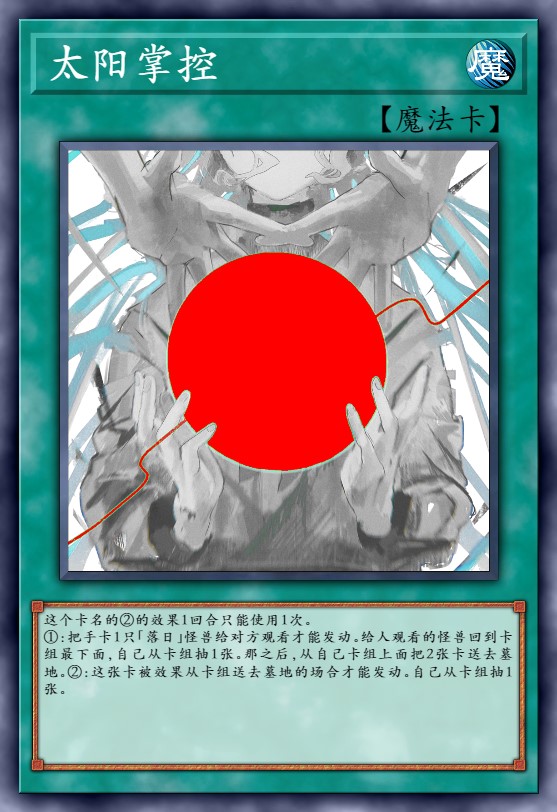 太阳掌控
魔
【魔法卡】
这个卡名的②的效果1回合只能使用1次。
①:把手卡1只「落日」怪兽给对方观看才能发动。给人观看的怪兽回到卡
组最下面,自己从卡组抽1张。那之后,从自己卡组上面把2张卡送去墓
地。②:这张卡被效果从卡组送去墓地的场合才能发动。自己从卡组抽1
张。